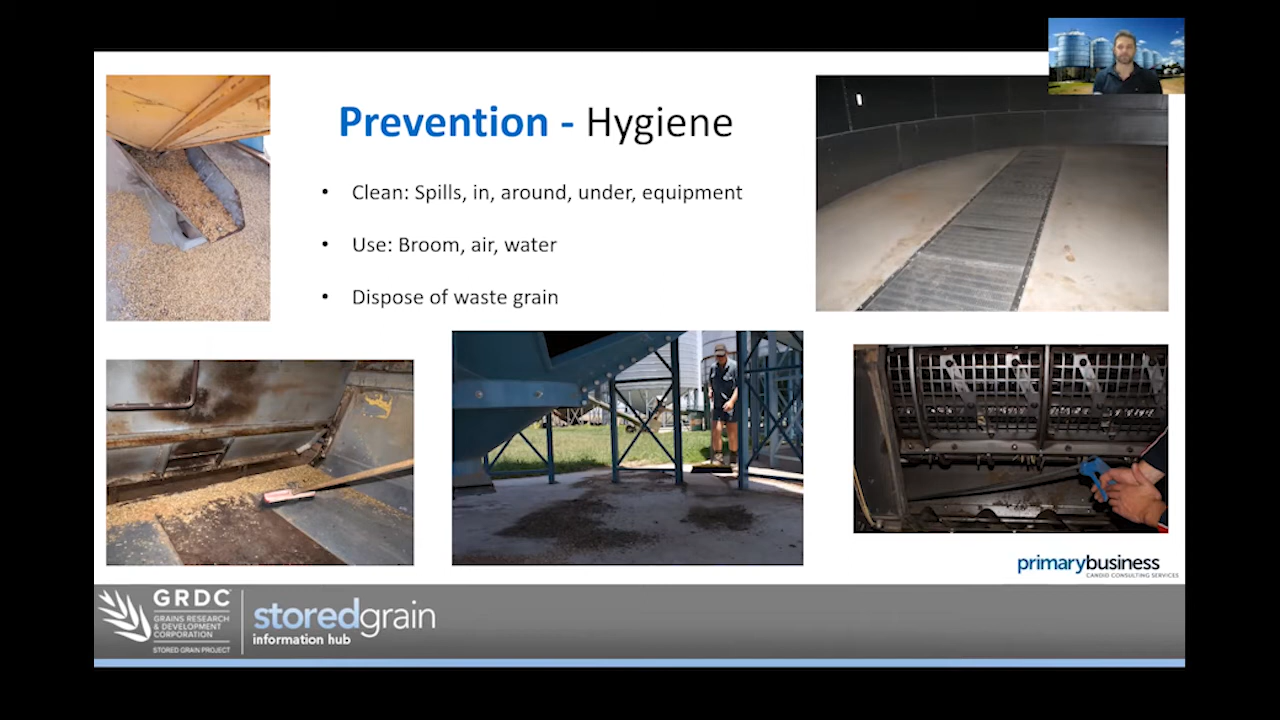 Prevention - Hygiene
• Clean: Spills, in, around, under, equipment
• Use: Broom, air, water
• Dispose of waste grain
primarybusiness
CANDID CONSULTING SERVICES
GRDC
GRAINS RESEARCH
& DEVELOPMENT
CORPORATION
STORED GRAIN PROJECT
storedgrain
information hub